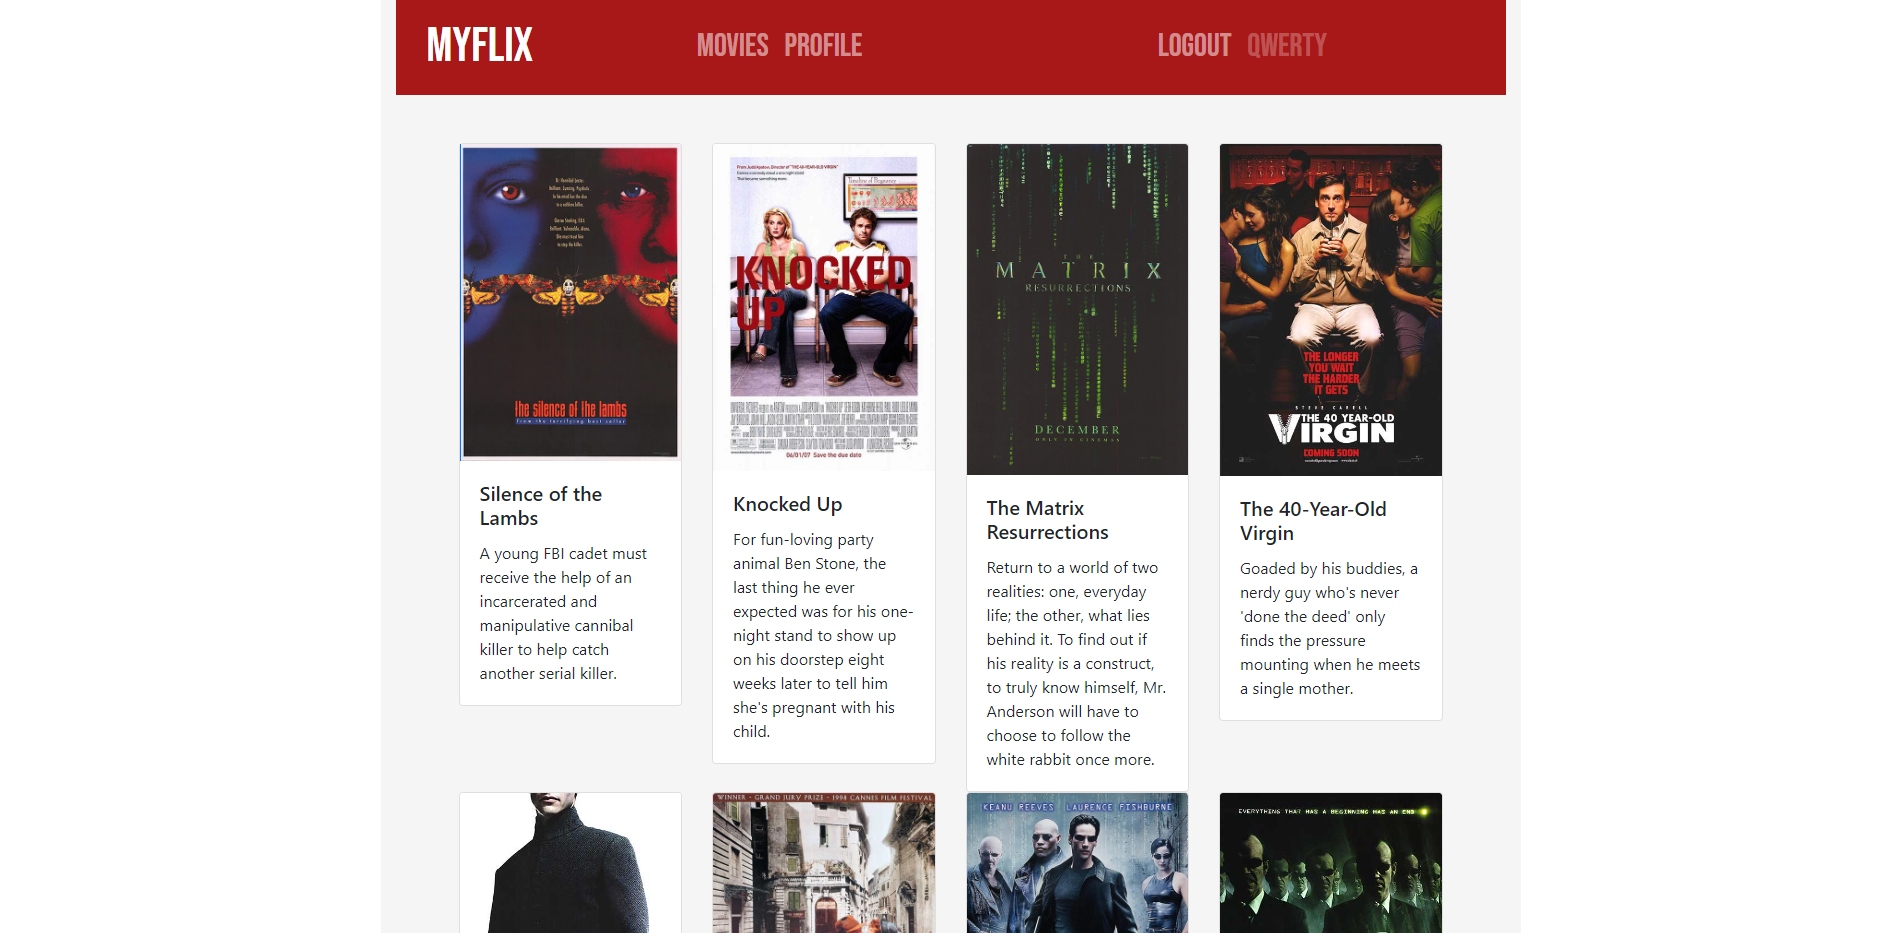 MYFLIX
MOVIES PROFILE
LOGOUT QWERTY
the silence of the lambs
from the terrifying best seller
Silence of the
Lambs
A young FBI cadet must
receive the help of an
incarcerated and
manipulative cannibal
killer to help catch
another serial killer.
KNOCKED
UP
06/01/07 Save the due date
Knocked Up
For fun-loving party
animal Ben Stone, the
last thing he ever
expected was for his one-
night stand to show up
on his doorstep eight
weeks later to tell him
she's pregnant with his
child.
THE
MATRIX
RESURRECTIONS
DECEMBER
ONLY IN CINEMAS
The Matrix
Resurrections
Return to a world of two
realities: one, everyday
life; the other, what lies
behind it. To find out if
his reality is a construct,
to truly know himself, Mr.
Anderson will have to
choose to follow the
white rabbit once more.
THE LONGER
YOU WAIT
THE HARDER
IT GETS
STEVE CARELL
THE 40 YEAR-OLD
VIRGIN
COMING SOON
The 40-Year-Old
Virgin
Goaded by his buddies, a
nerdy guy who's never
'done the deed' only
finds the pressure
mounting when he meets
a single mother.
WINNER - GRAND JURY PRIZE - 1998 CANNES FILM FESTIVAL
KEANU REEVES LAURENCE FISHBURNE
EVERYTHING THAT HAS A BEGINNING HAS AN END